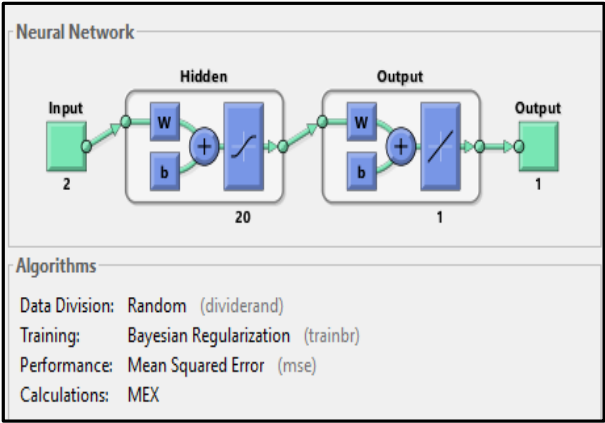 Neural Network
Hidden Output
Input Output
W W
+ +
b b
2 1
20 1
Algorithms
Data Division: Random (dividerand)
Training: Bayesian Regularization (trainbr)
Performance: Mean Squared Error (mse)
Calculations: MEX